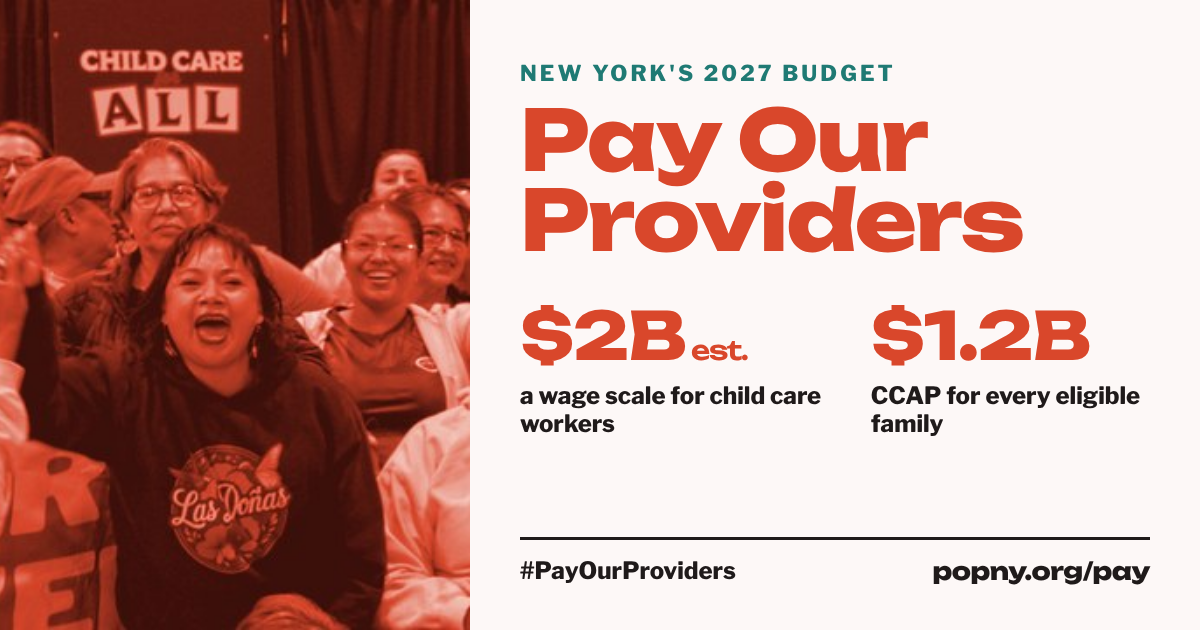 CHILD CARE
ALL
Las Doñas
R
NEW YORK'S 2027 BUDGET
Pay Our
Providers
$2B est.
a wage scale for child care
workers
$1.2B
CCAP for every eligible
family
#PayOurProviders
popny.org/pay